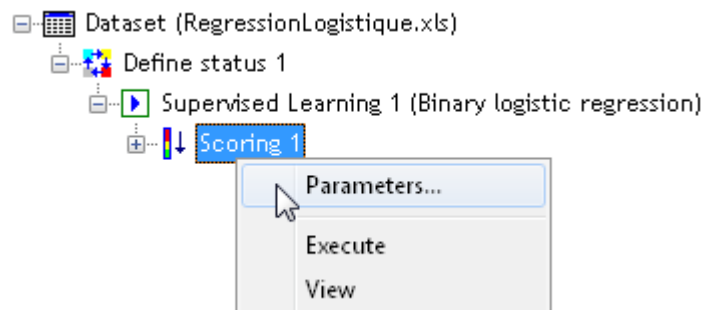 Dataset (RegressionLogistique.xls)
Define status 1
Supervised Learning 1 (Binary logistic regression)
Scoring 1
Parameters...
Execute
View